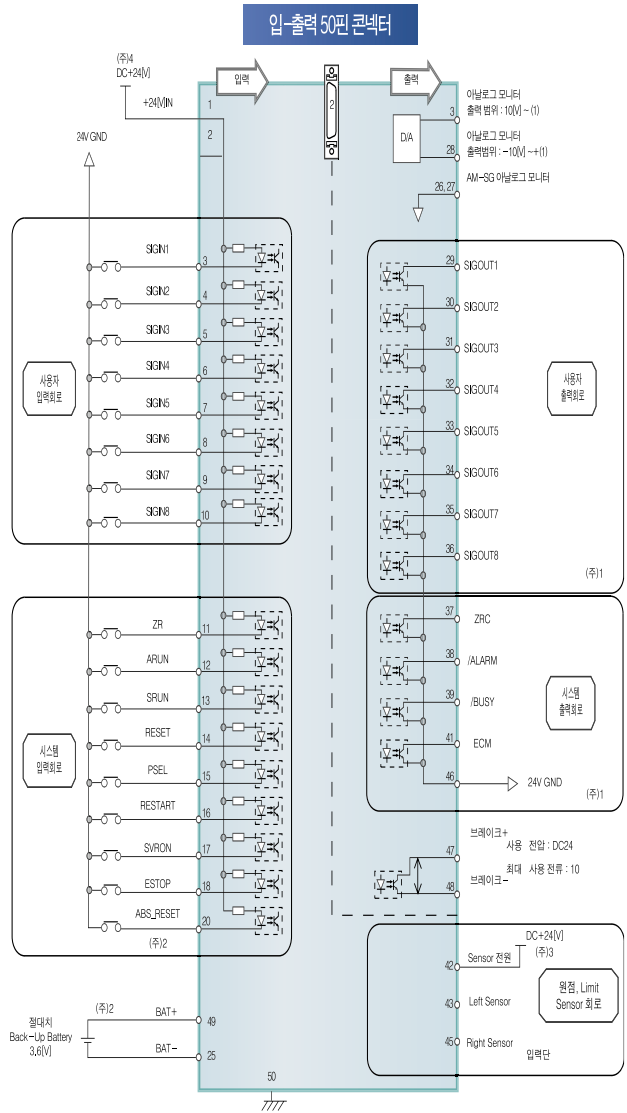 입-출력 50핀 콘넥터
(주)4
DC+24[V]
+24[V]IN
1
2
24V GND
입력
2
출력
D/A
3
아날로그 모니터
출력 범위 : 10[V] ~ (1)
28
아날로그 모니터
출력범위 : -10[V] ~+(1)
26, 27
AM-SG 아날로그 모니터
사용자
입력회로
SIGIN1
3
SIGIN2
4
SIGIN3
5
SIGIN4
6
SIGIN5
7
SIGIN6
8
SIGIN7
9
SIGIN8
10
29
SIGOUT1
30
SIGOUT2
31
SIGOUT3
32
SIGOUT4
33
SIGOUT5
34
SIGOUT6
35
SIGOUT7
36
SIGOUT8
사용자
출력회로
(주)1
시스템
입력회로
ZR
11
ARUN
12
SRUN
13
RESET
14
PSEL
15
RESTART
16
SVRON
17
ESTOP
18
ABS_RESET
20
(주)2
37
ZRC
38
/ALARM
39
/BUSY
41
ECM
46
24V GND
시스템
출력회로
(주)1
브레이크+
47
사용 전압 : DC24
최대 사용 전류 : 10
48
브레이크-
DC+24[V]
(주)3
42
Sensor 전원
43
Left Sensor
45
Right Sensor
원점, Limit
Sensor 회로
입력단
절대치
Back-Up Battery
3.6[V]
(주)2
BAT+
49
BAT-
25
50